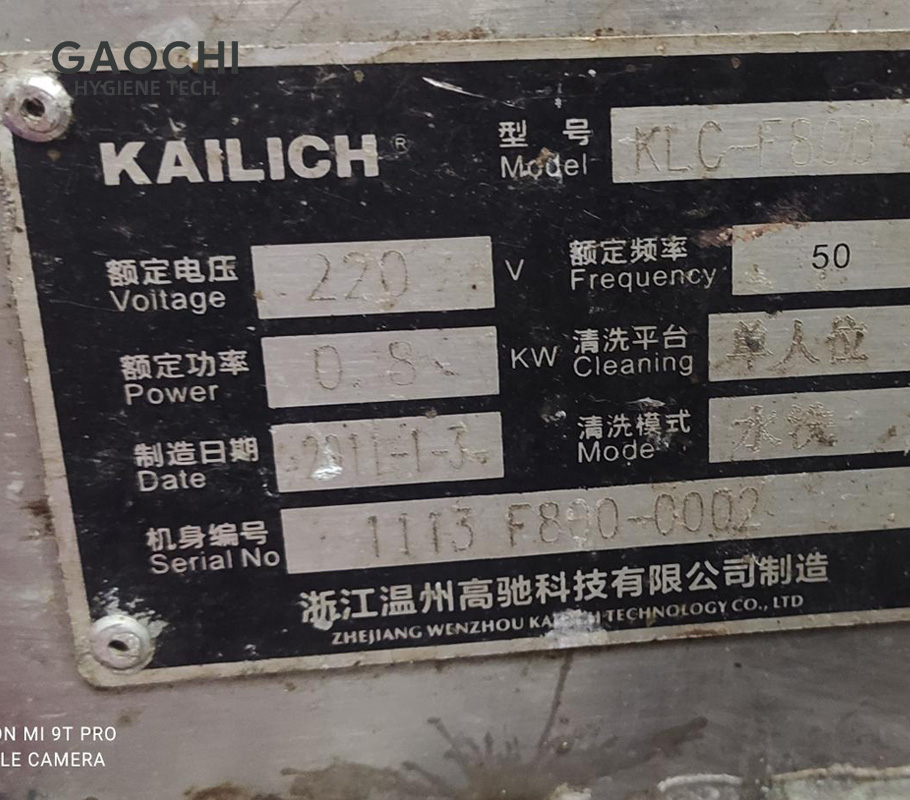 GAOCHI
HYGIENE TECH.
KAILICH®
型号 KLC-F800
Model
额定电压 220 V
Voltage
额定频率 50
Frequency
额定功率 0.8 KW
Power
清洗平台 单人位
Cleaning
制造日期
Date
清洗模式 水洗
Mode
机身编号 1113 F800-0002
Serial No
浙江温州高驰科技有限公司制造
ZHEJIANG WENZHOU TECHNOLOGY CO., LTD
ON MI 9T PRO
LE CAMERA